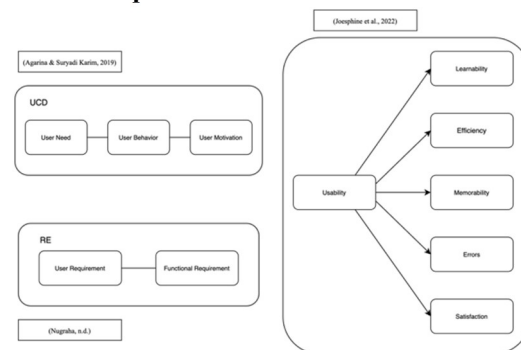 (Joesphine et al., 2022)
(Agarina & Suryadi Karim, 2019)
UCD
User Need
User Behavior
User Motivation
RE
User Requirement
Functional Requirement
(Nugraha, n.d.)
Usability
Learnability
Efficiency
Memorability
Errors
Satisfaction